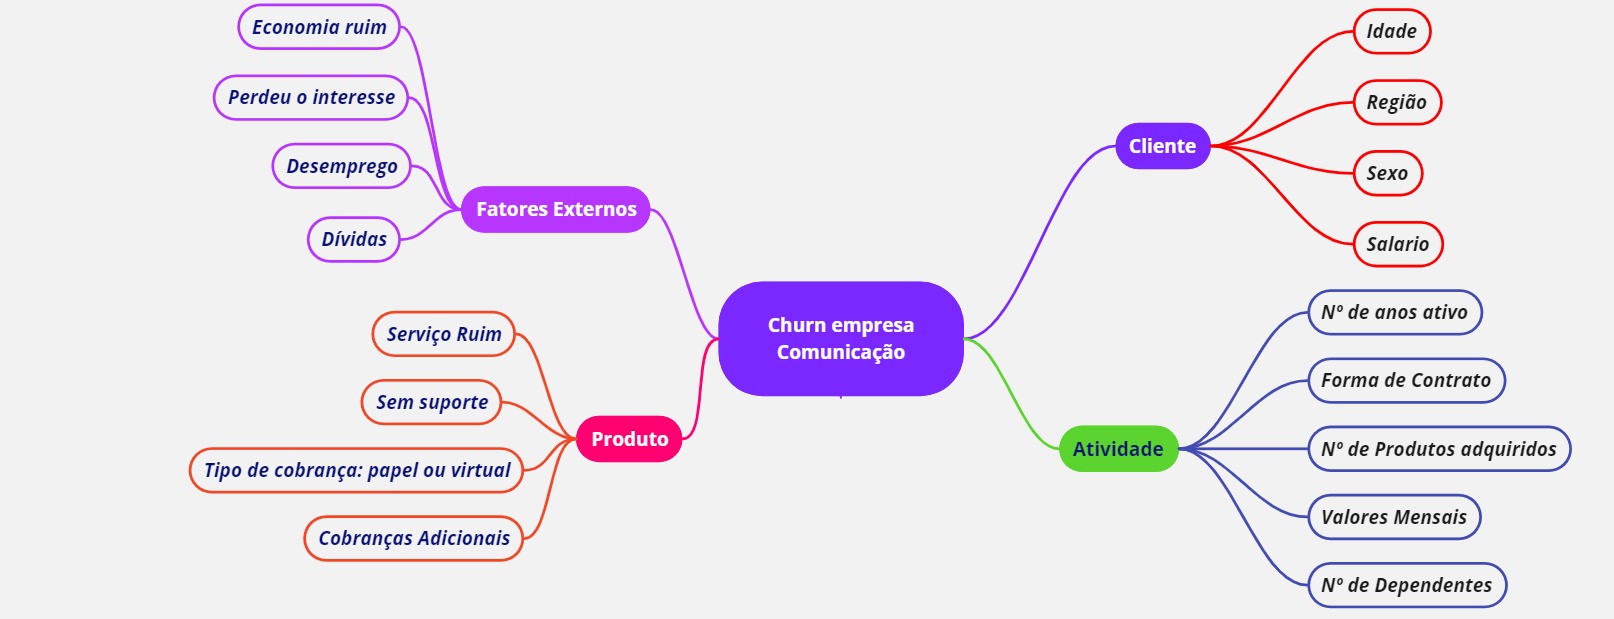 Churn empresa
Comunicação
Fatores Externos
Economia ruim
Perdeu o interesse
Desemprego
Dívidas
Produto
Serviço Ruim
Sem suporte
Tipo de cobrança: papel ou virtual
Cobranças Adicionais
Cliente
Idade
Região
Sexo
Salario
Atividade
Nº de anos ativo
Forma de Contrato
Nº de Produtos adquiridos
Valores Mensais
Nº de Dependentes